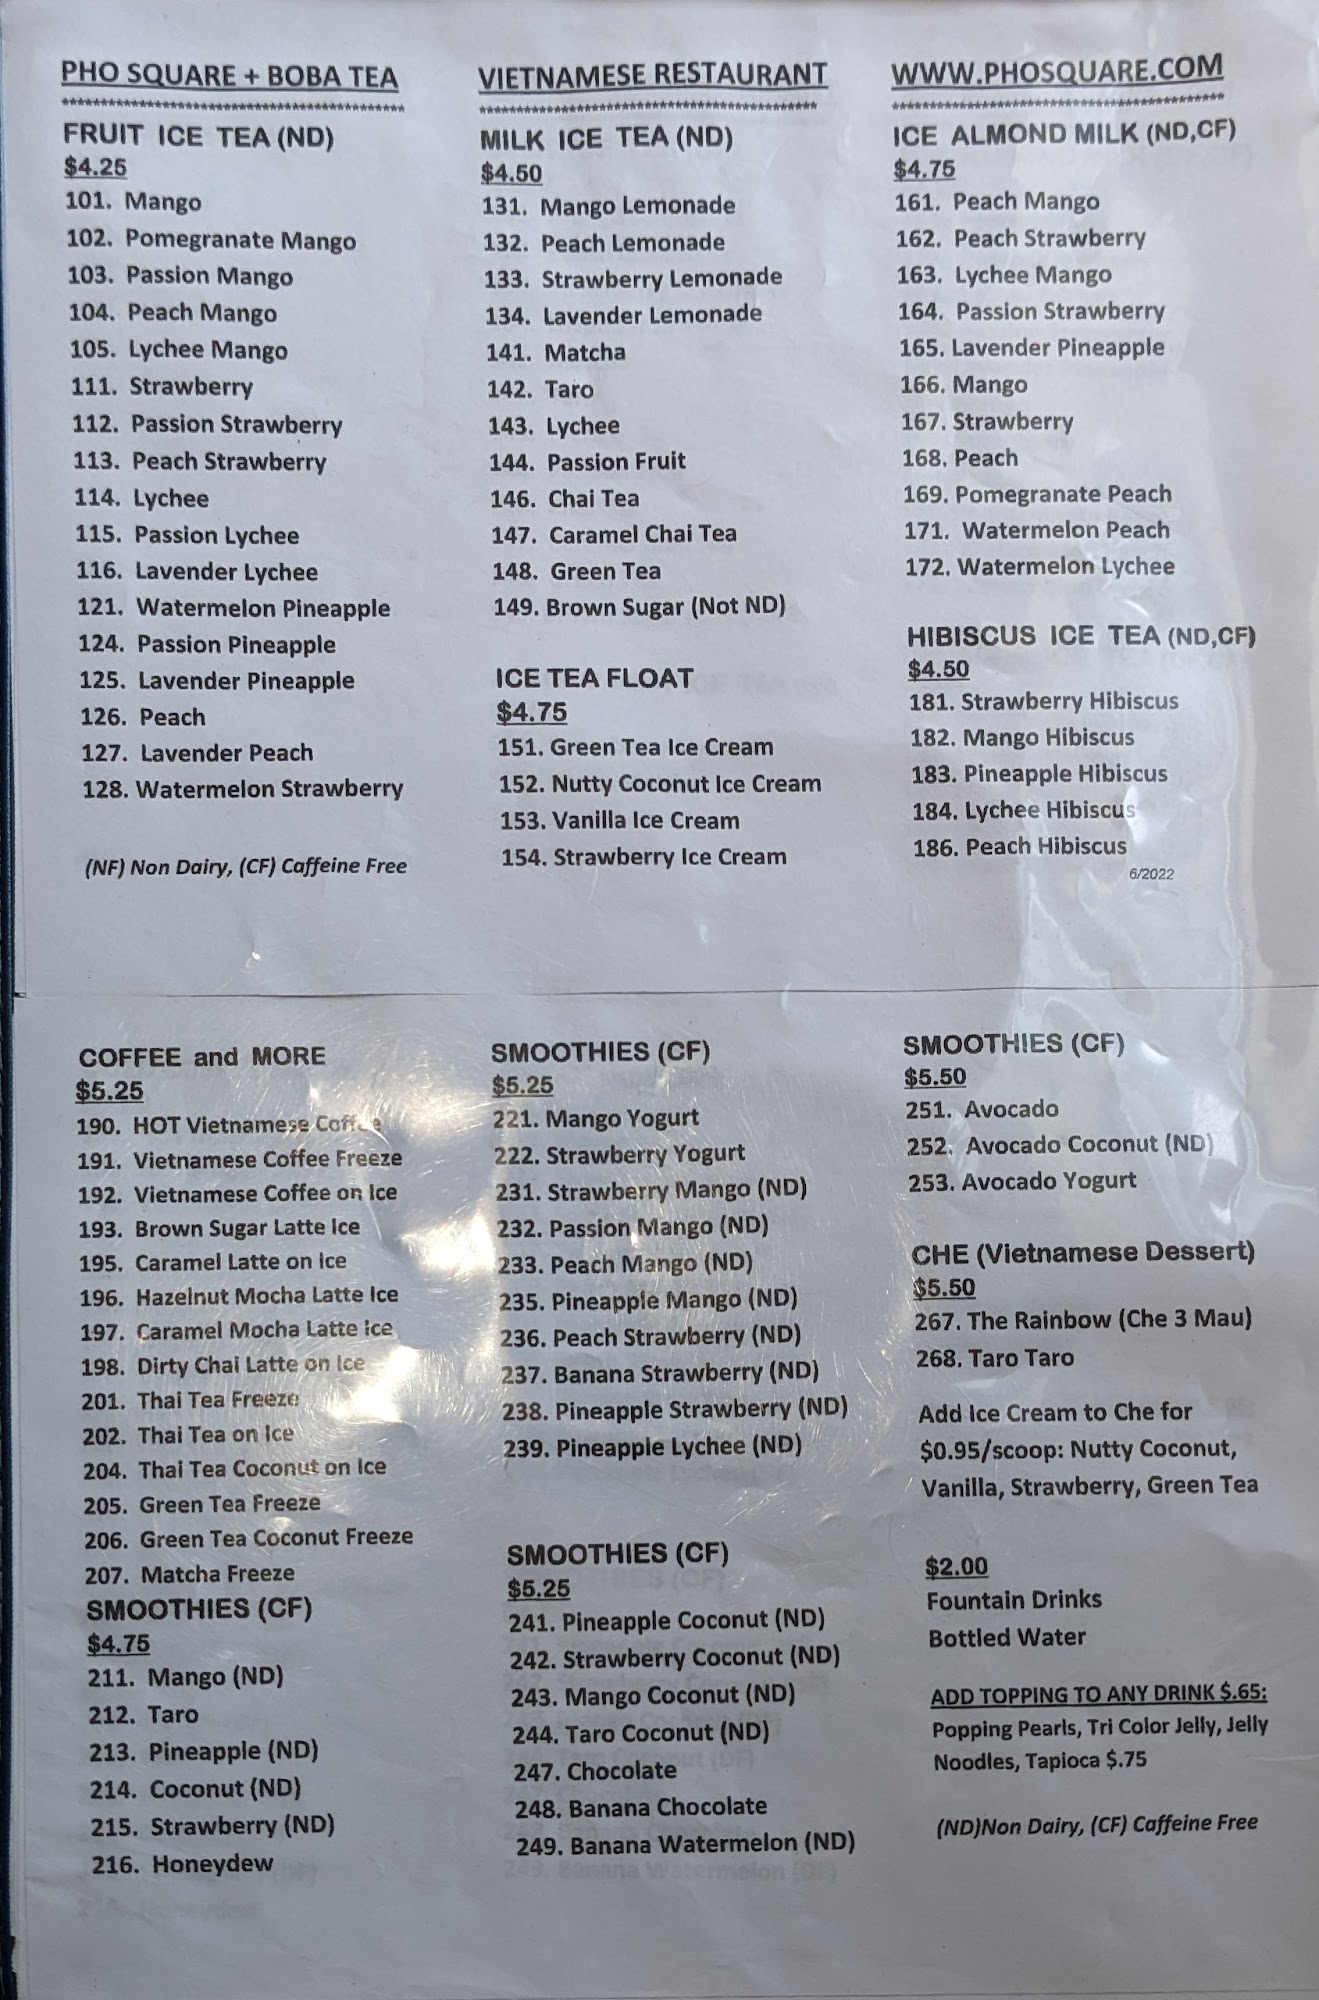 PHO SQUARE + BOBA TEA
****************************************
FRUIT ICE TEA (ND)
$4.25
101. Mango
102. Pomegranate Mango
103. Passion Mango
104. Peach Mango
105. Lychee Mango
111. Strawberry
112. Passion Strawberry
113. Peach Strawberry
114. Lychee
115. Passion Lychee
116. Lavender Lychee
121. Watermelon Pineapple
124. Passion Pineapple
125. Lavender Pineapple
126. Peach
127. Lavender Peach
128. Watermelon Strawberry
(NF) Non Dairy, (CF) Caffeine Free
VIETNAMESE RESTAURANT
****************************************
MILK ICE TEA (ND)
$4.50
131. Mango Lemonade
132. Peach Lemonade
133. Strawberry Lemonade
134. Lavender Lemonade
141. Matcha
142. Taro
143. Lychee
144. Passion Fruit
146. Chai Tea
147. Caramel Chai Tea
148. Green Tea
149. Brown Sugar (Not ND)
ICE TEA FLOAT
$4.75
151. Green Tea Ice Cream
152. Nutty Coconut Ice Cream
153. Vanilla Ice Cream
154. Strawberry Ice Cream
WWW.PHOSQUARE.COM
****************************************
ICE ALMOND MILK (ND,CF)
$4.75
161. Peach Mango
162. Peach Strawberry
163. Lychee Mango
164. Passion Strawberry
165. Lavender Pineapple
166. Mango
167. Strawberry
168. Peach
169. Pomegranate Peach
171. Watermelon Peach
172. Watermelon Lychee
HIBISCUS ICE TEA (ND,CF)
$4.50
181. Strawberry Hibiscus
182. Mango Hibiscus
183. Pineapple Hibiscus
184. Lychee Hibiscus
186. Peach Hibiscus
6/2022
COFFEE and MORE
$5.25
190. HOT Vietnamese Coffee
191. Vietnamese Coffee Freeze
192. Vietnamese Coffee on Ice
193. Brown Sugar Latte Ice
195. Caramel Latte on Ice
196. Hazelnut Mocha Latte Ice
197. Caramel Mocha Latte Ice
198. Dirty Chai Latte on Ice
201. Thai Tea Freeze
202. Thai Tea on Ice
204. Thai Tea Coconut on Ice
205. Green Tea Freeze
206. Green Tea Coconut Freeze
207. Matcha Freeze
SMOOTHIES (CF)
$4.75
211. Mango (ND)
212. Taro
213. Pineapple (ND)
214. Coconut (ND)
215. Strawberry (ND)
216. Honeydew
SMOOTHIES (CF)
$5.25
221. Mango Yogurt
222. Strawberry Yogurt
231. Strawberry Mango (ND)
232. Passion Mango (ND)
233. Peach Mango (ND)
235. Pineapple Mango (ND)
236. Peach Strawberry (ND)
237. Banana Strawberry (ND)
238. Pineapple Strawberry (ND)
239. Pineapple Lychee (ND)
SMOOTHIES (CF)
$5.25
241. Pineapple Coconut (ND)
242. Strawberry Coconut (ND)
243. Mango Coconut (ND)
244. Taro Coconut (ND)
247. Chocolate
248. Banana Chocolate
249. Banana Watermelon (ND)
SMOOTHIES (CF)
$5.50
251. Avocado
252. Avocado Coconut (ND)
253. Avocado Yogurt
CHE (Vietnamese Dessert)
$5.50
267. The Rainbow (Che 3 Mau)
268. Taro Taro
Add Ice Cream to Che for
$0.95/scoop: Nutty Coconut,
Vanilla, Strawberry, Green Tea
$2.00
Fountain Drinks
Bottled Water
ADD TOPPING TO ANY DRINK $.65:
Popping Pearls, Tri Color Jelly, Jelly
Noodles, Tapioca $.75
(ND)Non Dairy, (CF) Caffeine Free